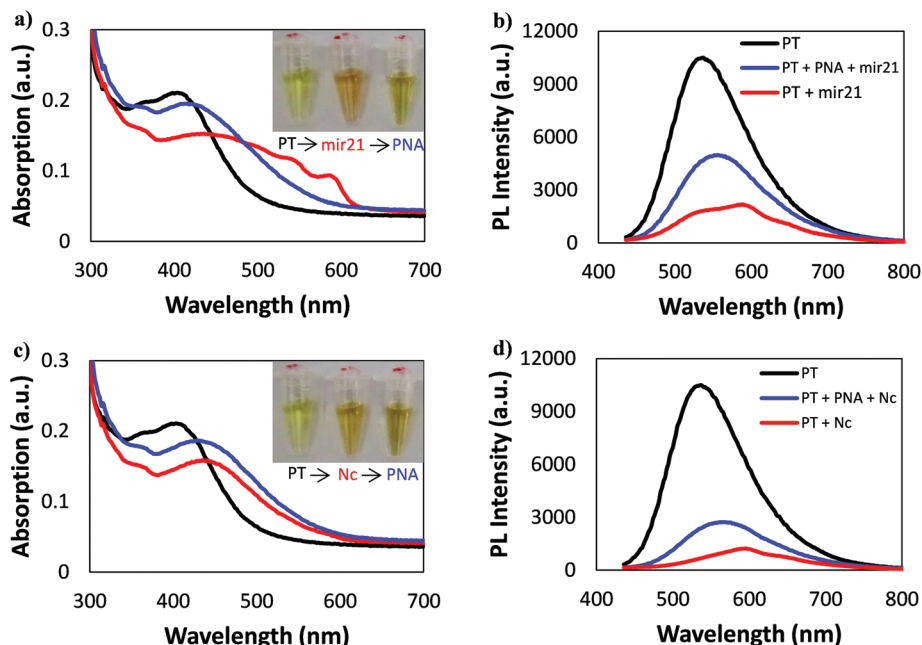 a)
0.3
0.2
0.1
0
Absorption (a.u.)
300 400 500 600 700
Wavelength (nm)
PT → mir21 → PNA
b)
12000
9000
6000
3000
0
PL Intensity (a.u.)
400 500 600 700 800
Wavelength (nm)
PT
PT + PNA + mir21
PT + mir21
c)
0.3
0.2
0.1
0
Absorption (a.u.)
300 400 500 600 700
Wavelength (nm)
PT → Nc → PNA
d)
12000
9000
6000
3000
0
PL Intensity (a.u.)
400 500 600 700 800
Wavelength (nm)
PT
PT + PNA + Nc
PT + Nc